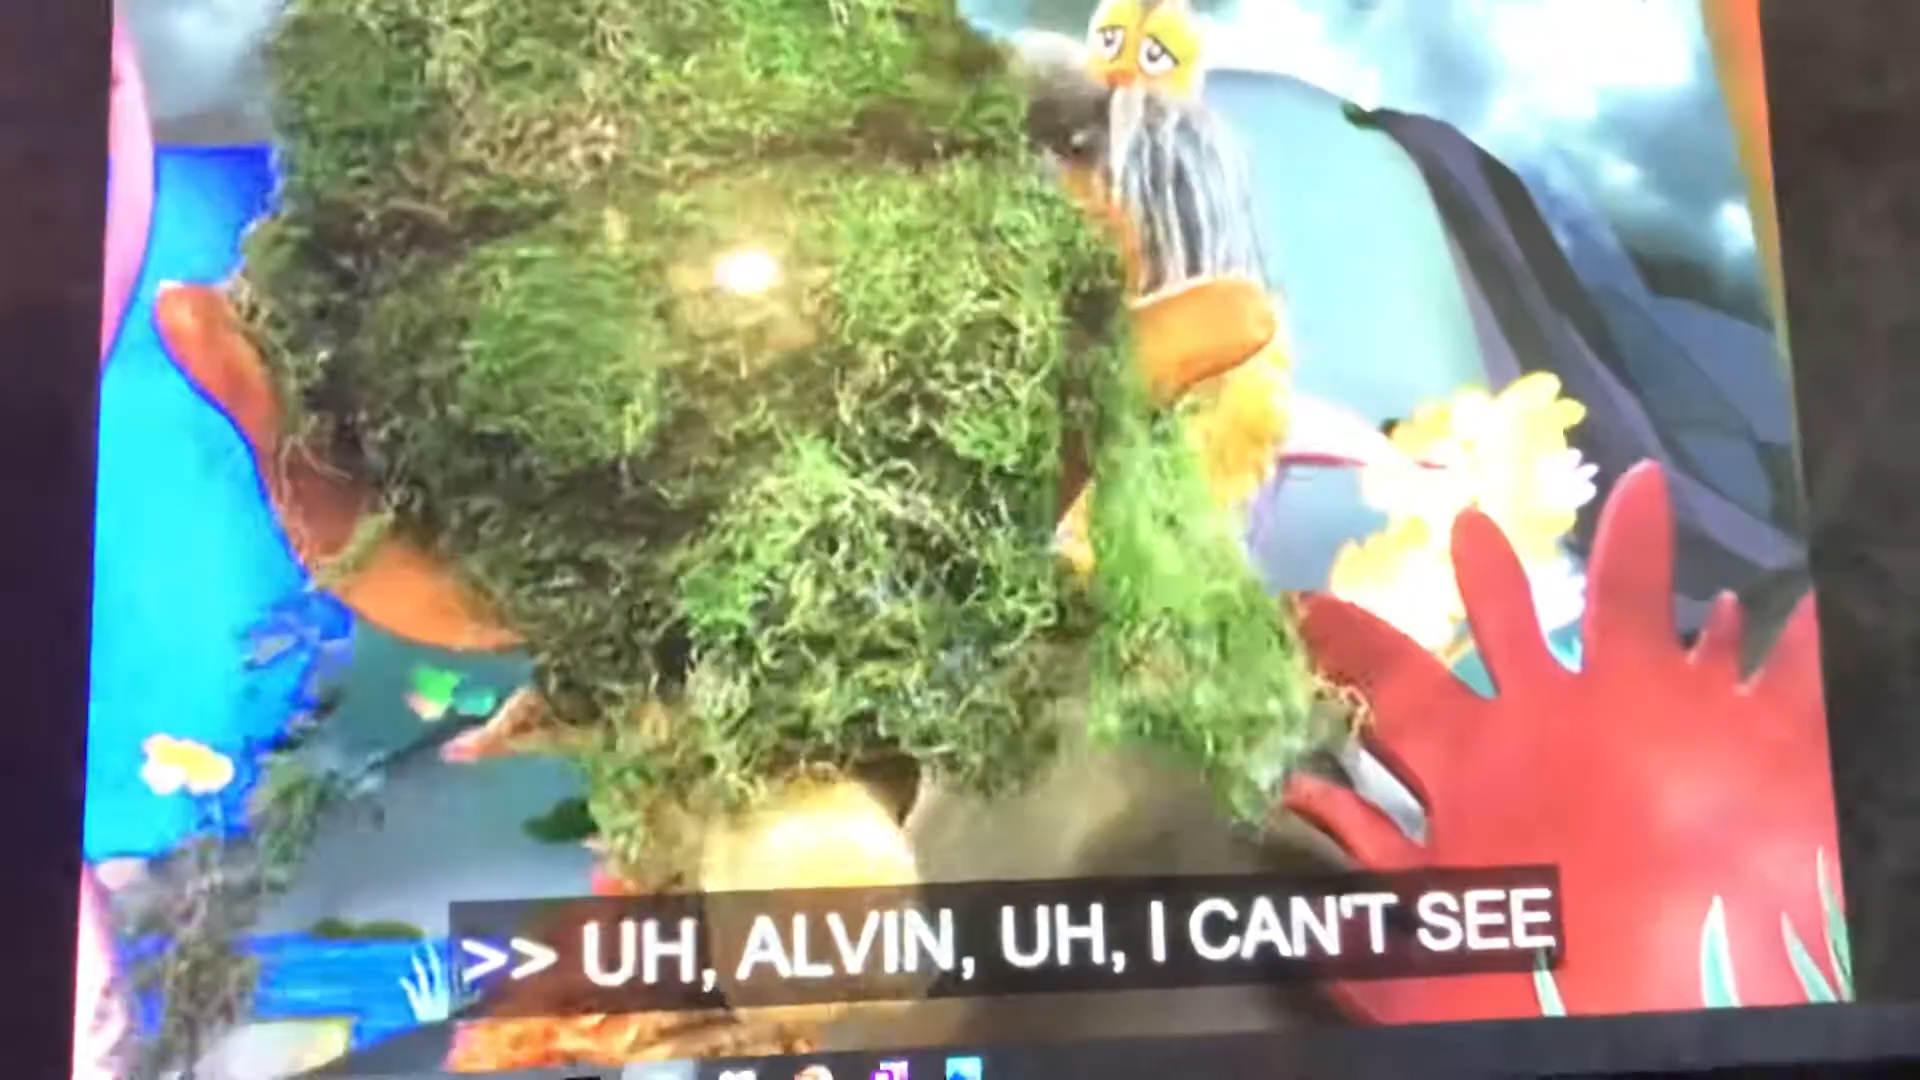 >> UH, ALVIN, UH, I CAN'T SEE